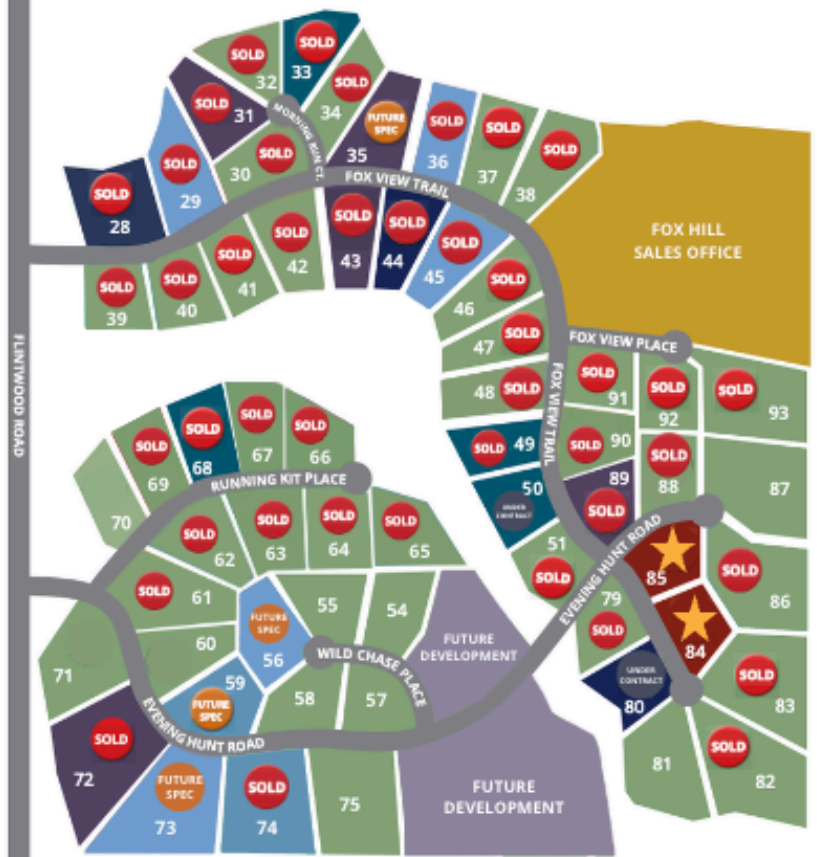 SOLD
32
SOLD
33
SOLD
31
SOLD
34
MORNING RUN CT.
FUTURE
SPEC
35
SOLD
36
SOLD
37
SOLD
38
SOLD
30
SOLD
29
SOLD
28
FOX VIEW TRAIL
FOX HILL
SALES OFFICE
SOLD
39
SOLD
40
SOLD
41
SOLD
42
SOLD
43
SOLD
44
SOLD
45
SOLD
46
SOLD
47
SOLD
48
FLINTWOOD ROAD
FOX VIEW PLACE
FOX VIEW TRAIL
SOLD
91
SOLD
92
SOLD
93
SOLD
49
SOLD
90
SOLD
88
87
50
UNDER
CONTRACT
89
SOLD
SOLD
69
SOLD
68
SOLD
67
SOLD
66
70
RUNNING KIT PLACE
SOLD
62
SOLD
63
SOLD
64
SOLD
65
51
SOLD
EVENING HUNT ROAD
85
SOLD
86
SOLD
61
55
54
79
SOLD
84
60
FUTURE
SPEC
56
WILD CHASE PLACE
FUTURE
DEVELOPMENT
UNDER
CONTRACT
80
SOLD
83
71
59
FUTURE
SPEC
58
57
SOLD
72
EVENING HUNT ROAD
81
SOLD
82
FUTURE
SPEC
73
SOLD
74
75
FUTURE
DEVELOPMENT